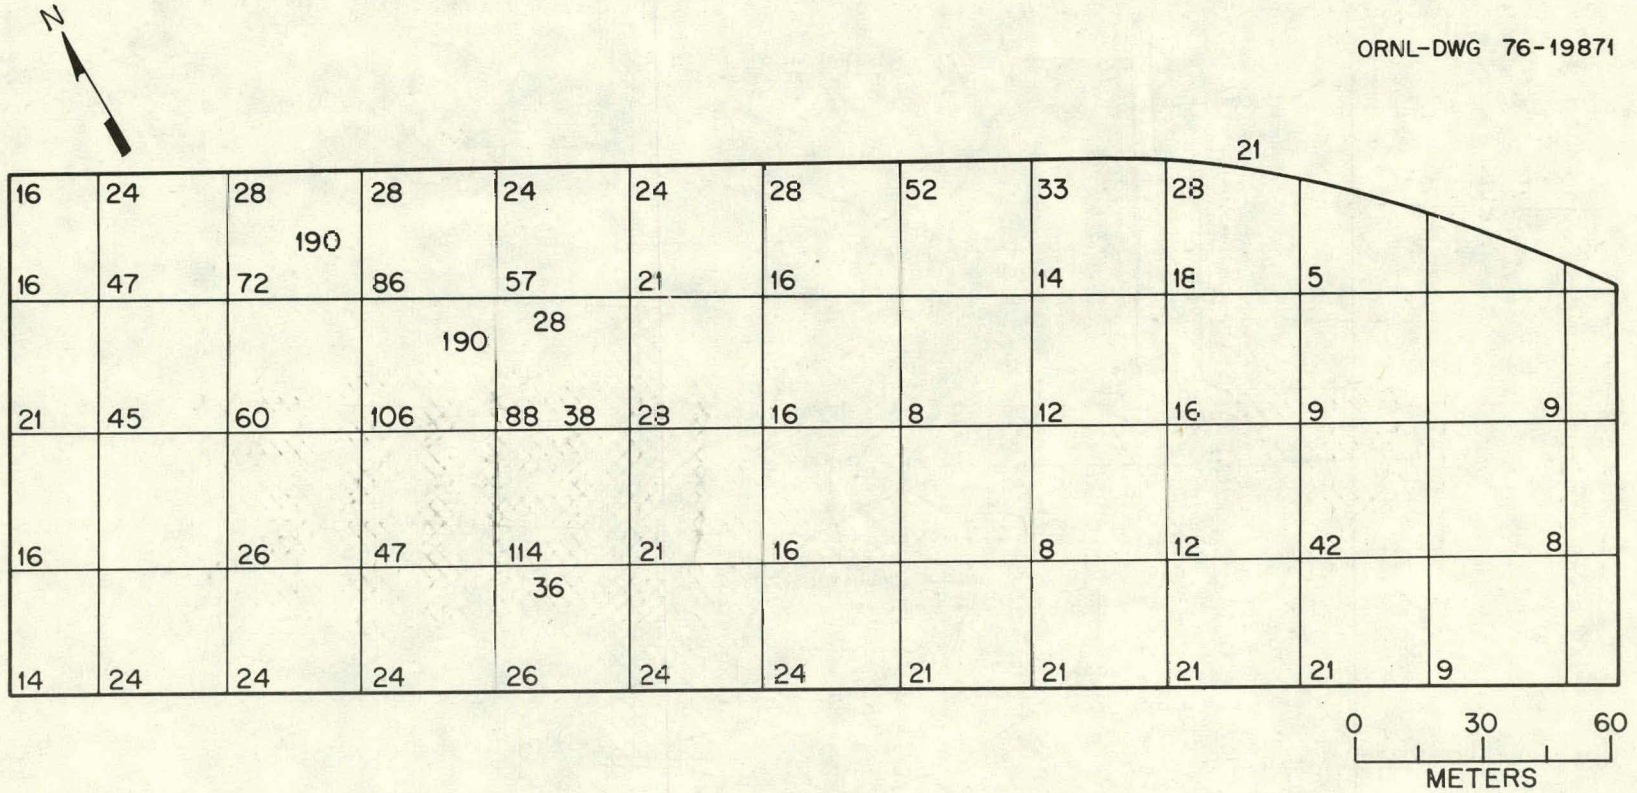 N
ORNL-DWG 76-19871
21
16 24 28 28 24 24 28 52 33 28
190
16 47 72 86 57 21 16 14 18 5
28
190
21 45 60 106 88 38 28 16 8 12 16 9 9
16 26 47 114 21 16 8 12 42 8
36
14 24 24 24 26 24 24 21 21 21 21 9
0 30 60
METERS